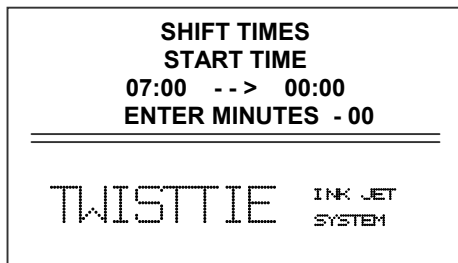 SHIFT TIMES
START TIME
07:00 - - > 00:00
ENTER MINUTES - 00
TWISTTIE INK JET
SYSTEM